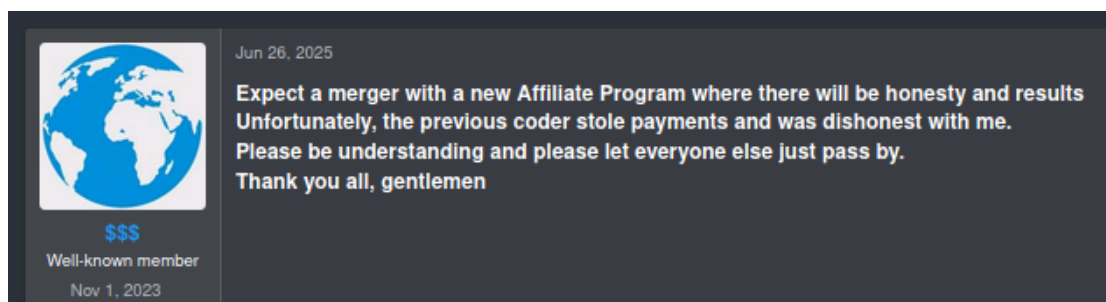 Jun 26, 2025
Expect a merger with a new Affiliate Program where there will be honesty and results
Unfortunately, the previous coder stole payments and was dishonest with me.
Please be understanding and please let everyone else just pass by.
Thank you all, gentlemen
$$$
Well-known member
Nov 1, 2023